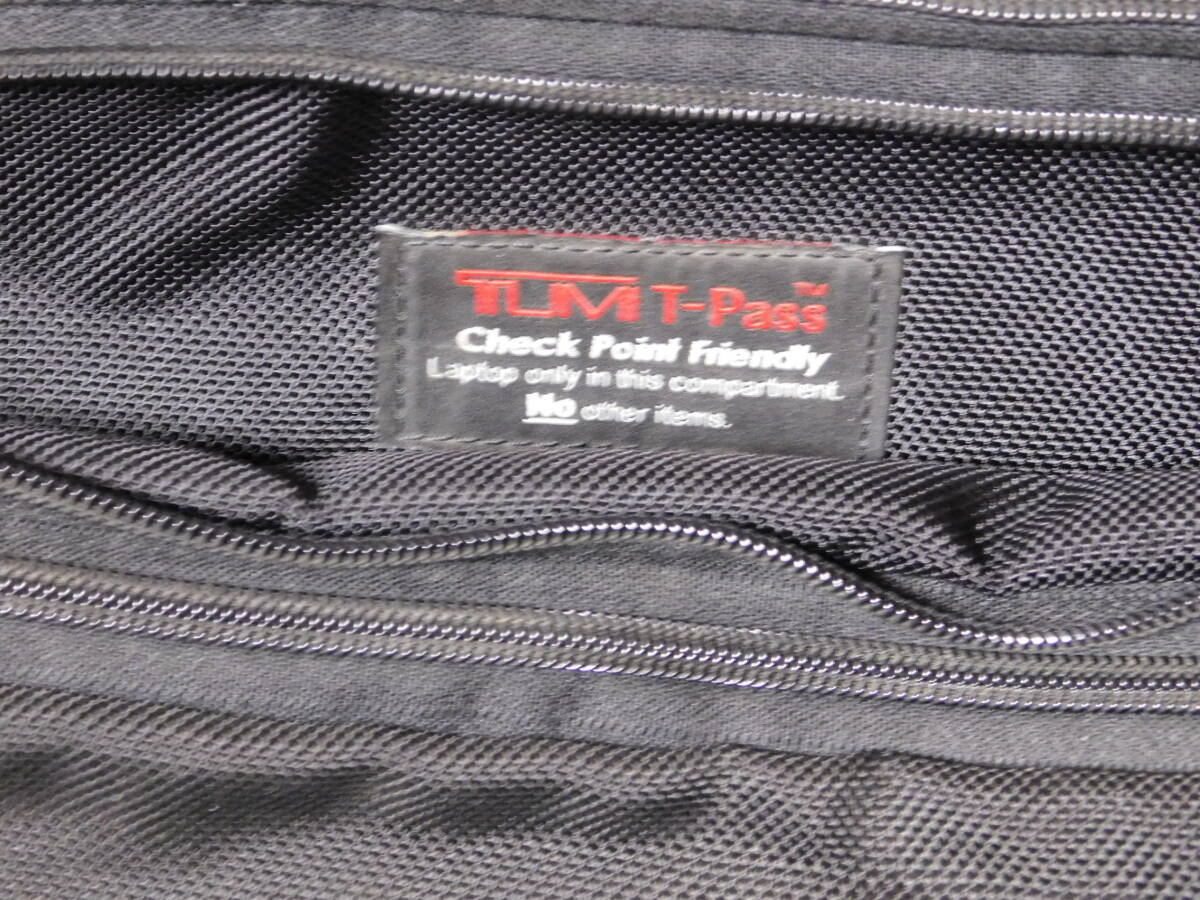 TUMI T-Pass™
Check Point Friendly
Laptop only in this compartment.
No other items.